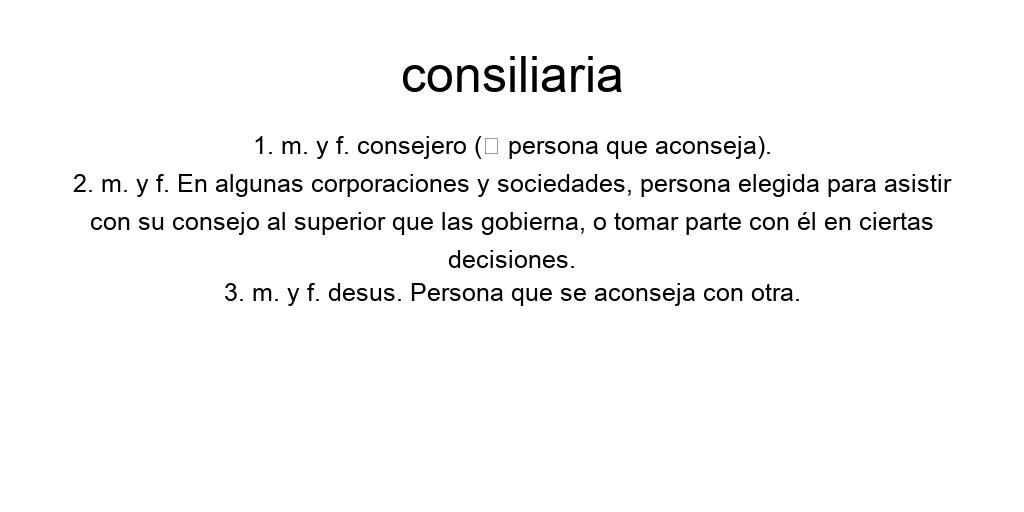 consiliaria
1. m. y f. consejero (▯ persona que aconseja).
2. m. y f. En algunas corporaciones y sociedades, persona elegida para asistir
con su consejo al superior que las gobierna, o tomar parte con él en ciertas
decisiones.
3. m. y f. desus. Persona que se aconseja con otra.